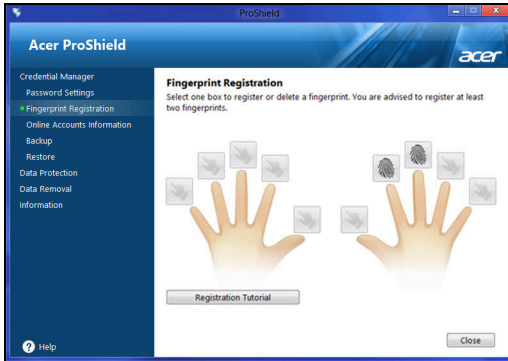 ProShield
Acer ProShield
acer
Credential Manager
Password Settings
Fingerprint Registration
Online Accounts Information
Backup
Restore
Data Protection
Data Removal
Information
Help
Fingerprint Registration
Select one box to register or delete a fingerprint. You are advised to register at least
two fingerprints.
Registration Tutorial
Close